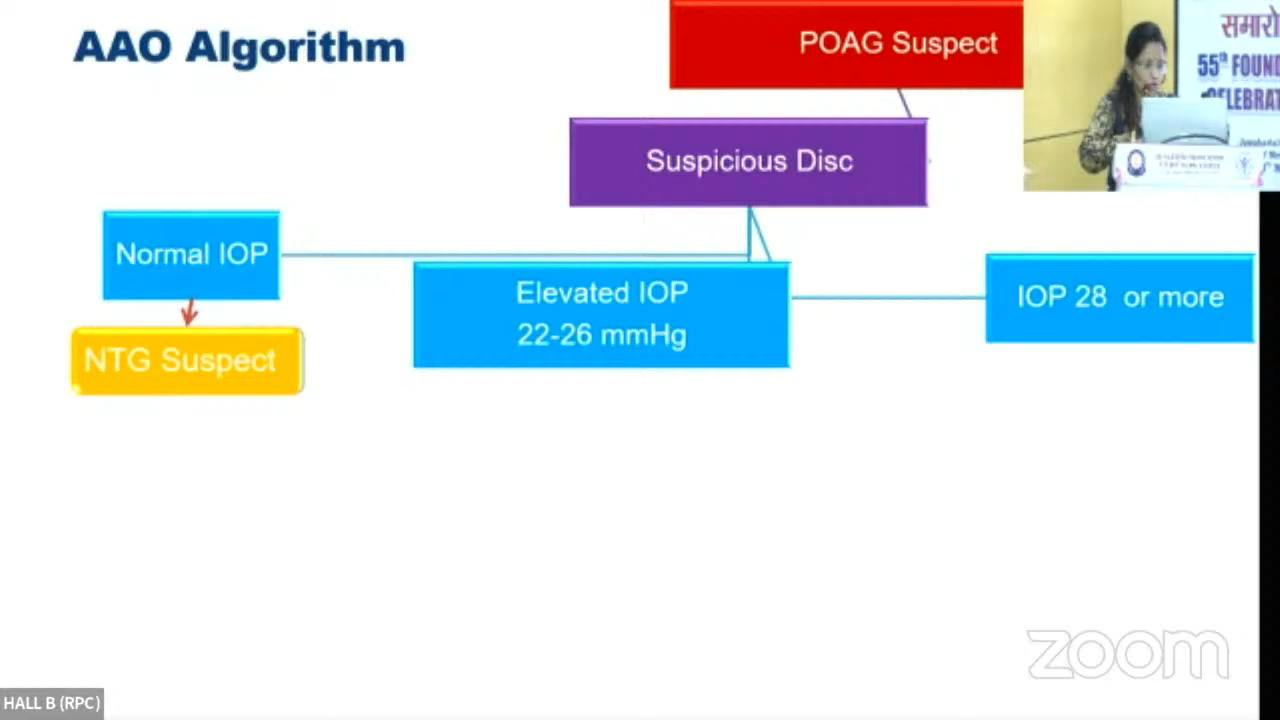 AAO Algorithm
POAG Suspect
समारो
55th FOUND
CELEBRAT
Suspicious Disc
Normal IOP
Elevated IOP
22-26 mmHg
IOP 28 or more
NTG Suspect
zoom
HALL B (RPC)